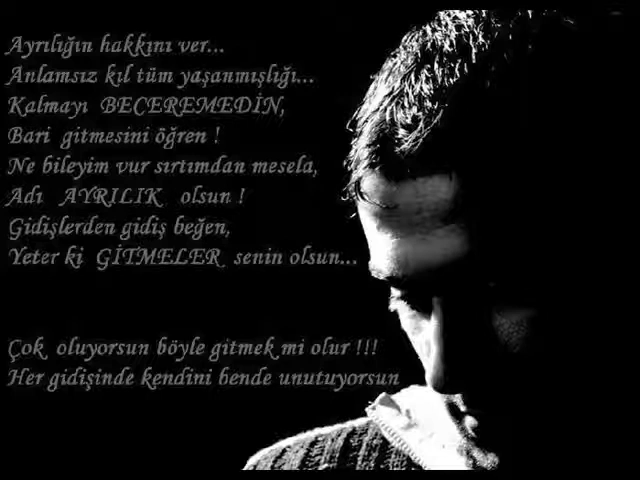 Ayrılığın hakkını ver...
Anlamsız kıl tüm yaşanmışlığı...
Kalmayı BECEREMEDİN,
Bari gitmesini öğren !
Ne bileyim vur sırtımdan mesela,
Adı AYRILIK olsun !
Gidişlerden gidiş beğen,
Yeter ki GİTMELER senin olsun...
Çok oluyorsun böyle gitmek mi olur !!!
Her gidişinde kendini bende unutuyorsun